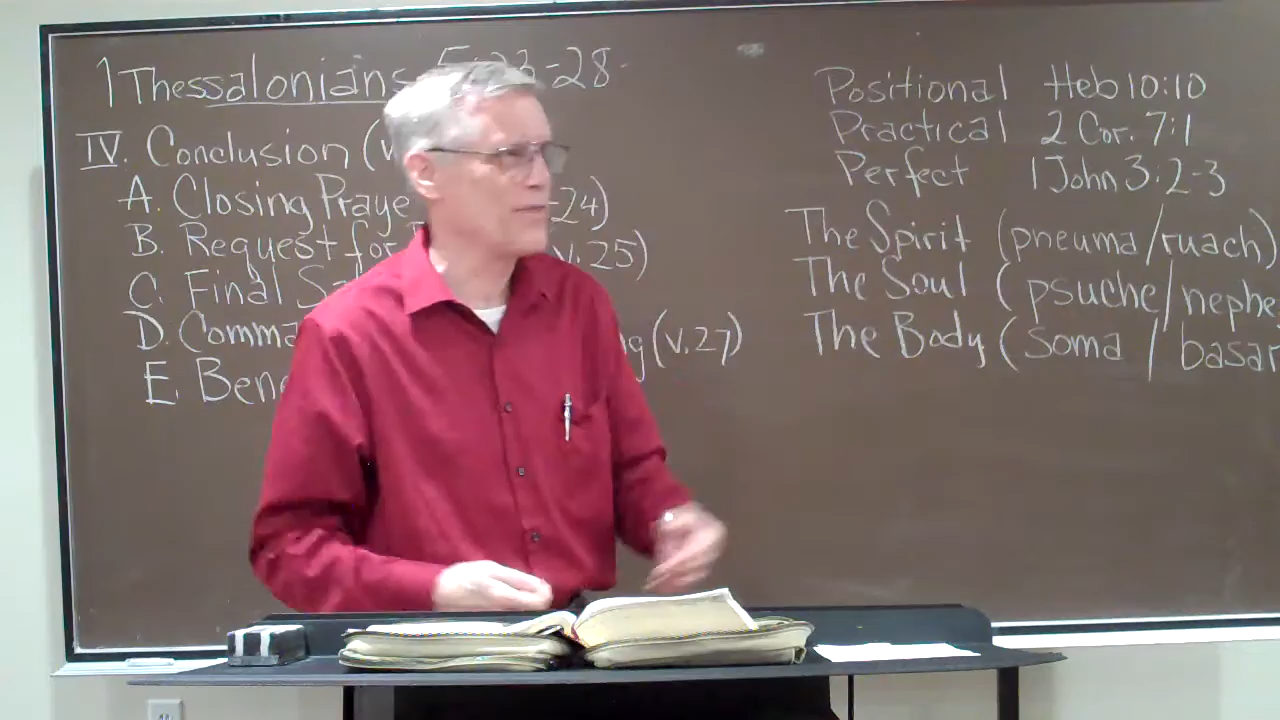 1 Thessalonians 5:23-28
IV. Conclusion (v
A. Closing Praye -24)
B. Request for v.25)
C. Final
D. Comma g (v.27)
E. Bene
Positional Heb 10:10
Practical 2 Cor. 7:1
Perfect 1 John 3:2-3
The Spirit (pneuma/ruach)
The Soul (psuche/nephe
The Body (soma / basar